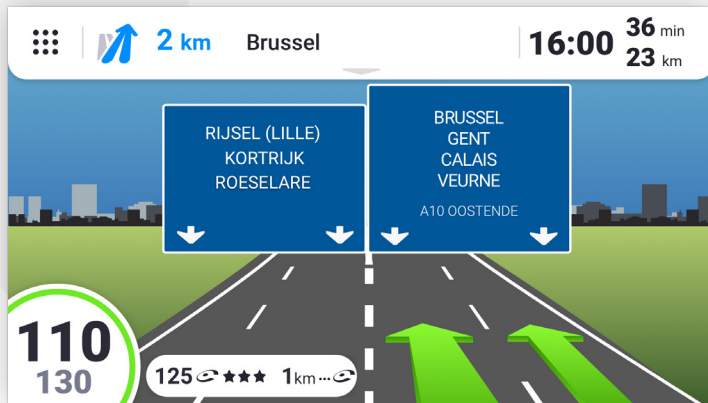 2 km Brussel 16:00 36 min
23 km
RIJSEL (LILLE)
KORTRIJK
ROESELARE
BRUSSEL
GENT
CALAIS
VEURNE
A10 OOSTENDE
110
130
125 ★★★ 1km